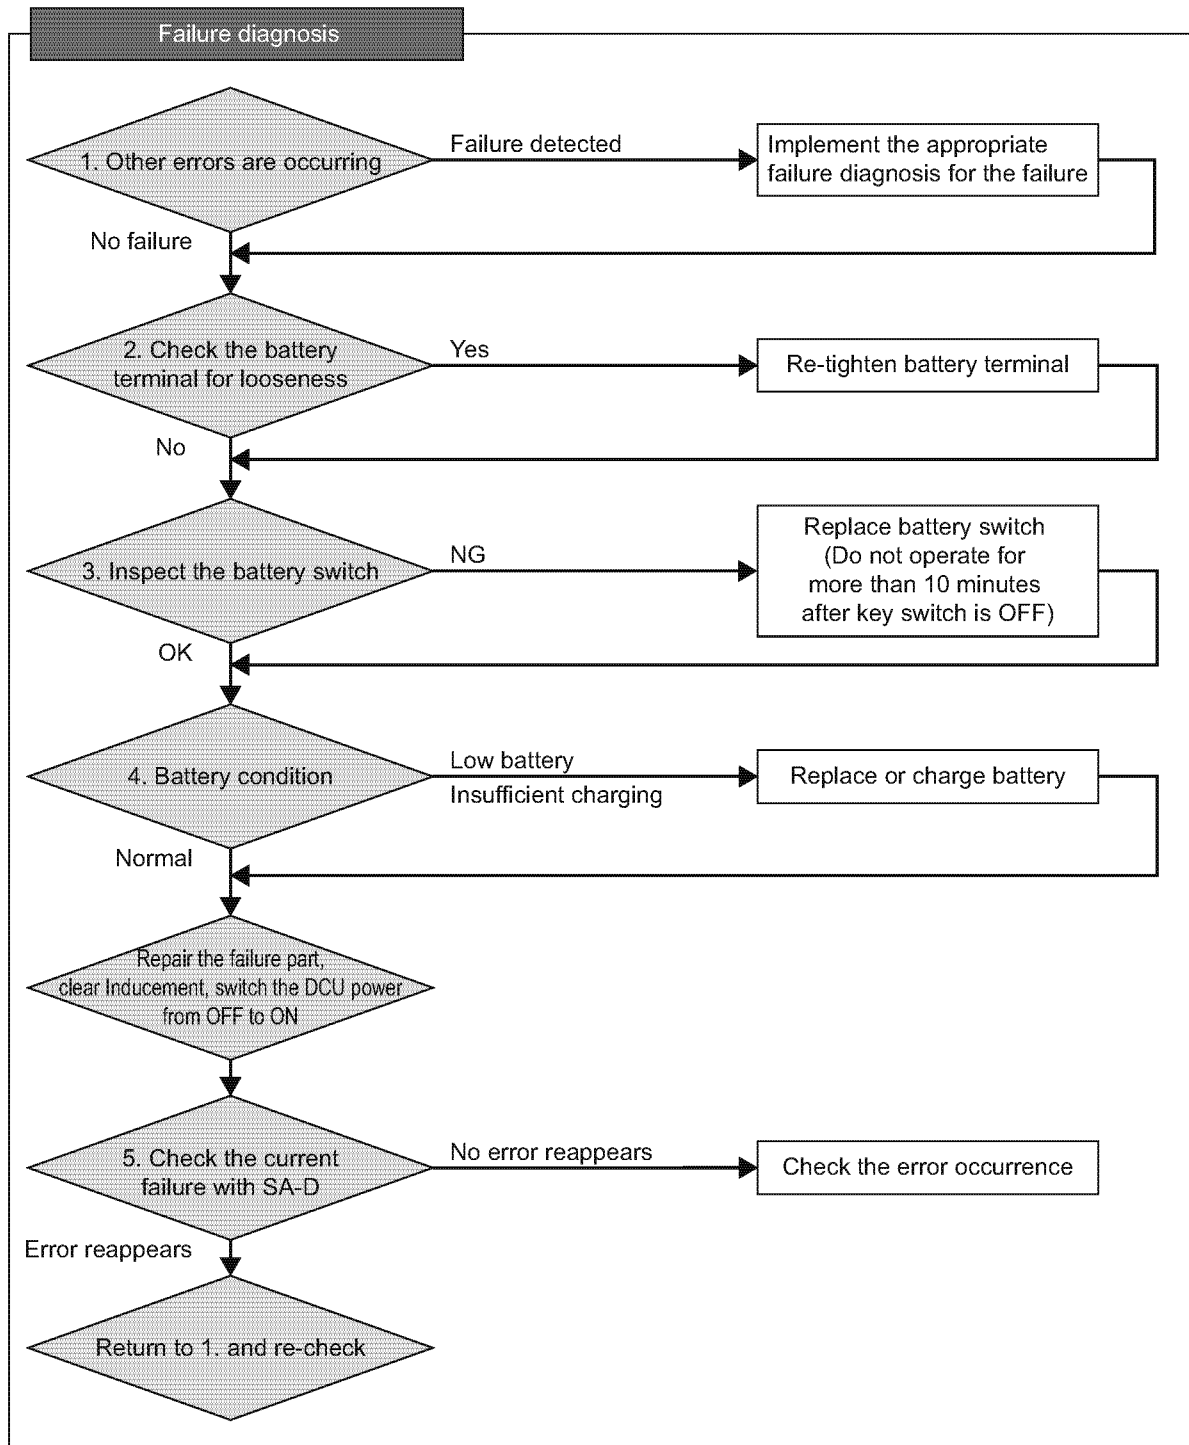 Failure diagnosis
1. Other errors are occurring
Failure detected
Implement the appropriate
failure diagnosis for the failure
No failure
2. Check the battery
terminal for looseness
Yes
Re-tighten battery terminal
No
3. Inspect the battery switch
NG
Replace battery switch
(Do not operate for
more than 10 minutes
after key switch is OFF)
OK
4. Battery condition
Low battery
Insufficient charging
Replace or charge battery
Normal
Repair the failure part,
clear Inducement, switch the DCU power
from OFF to ON
5. Check the current
failure with SA-D
No error reappears
Check the error occurrence
Error reappears
Return to 1. and re-check